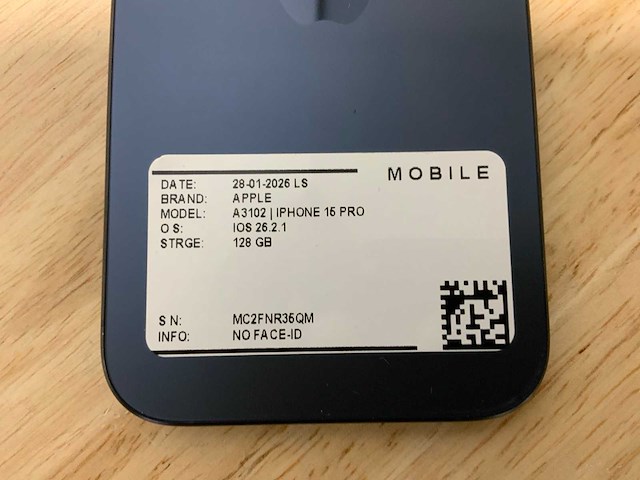 MOBILE
DATE: 28-01-2026 LS
BRAND: APPLE
MODEL: A3102 | IPHONE 15 PRO
O S: IOS 26.2.1
STRGE: 128 GB
S N: MC2FNR35QM
INFO: NO FACE-ID